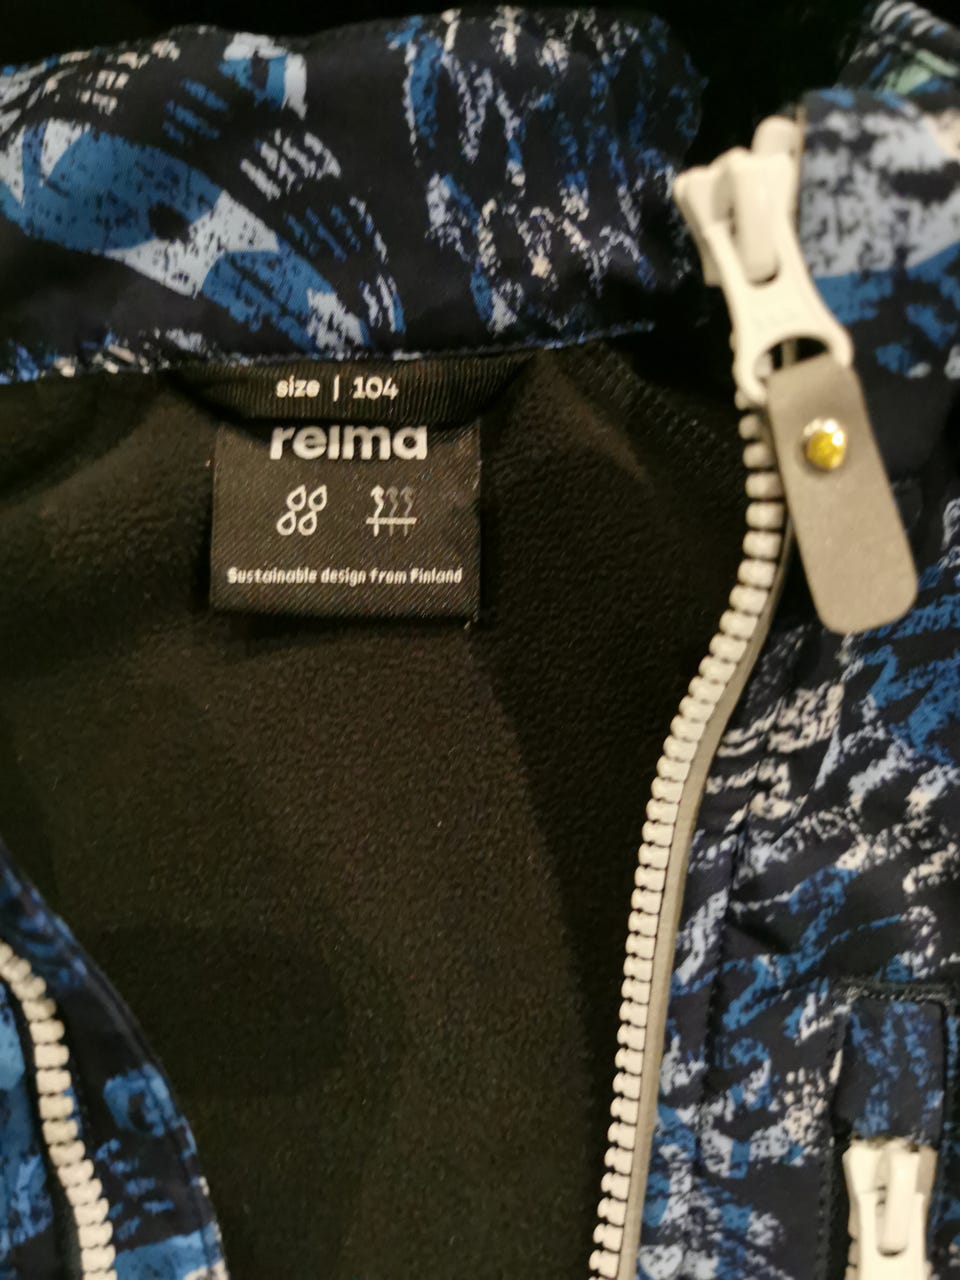 size | 104
reima
Sustainable design from Finland